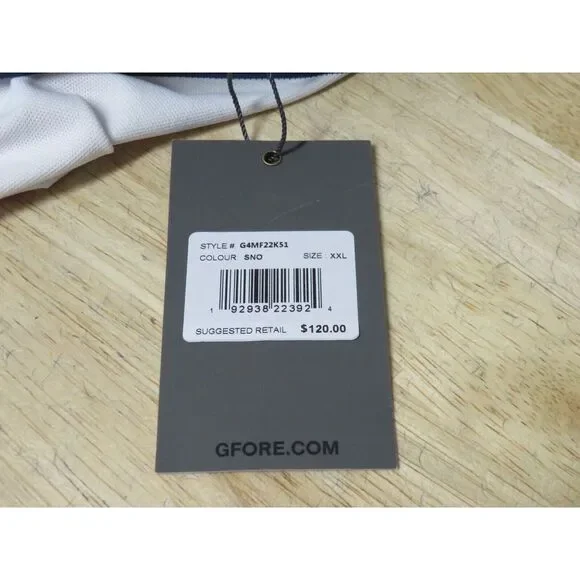 STYLE # G4MF22K51
COLOUR SNO SIZE : XXL
1 92938 22392 4
SUGGESTED RETAIL $120.00
GFORE.COM